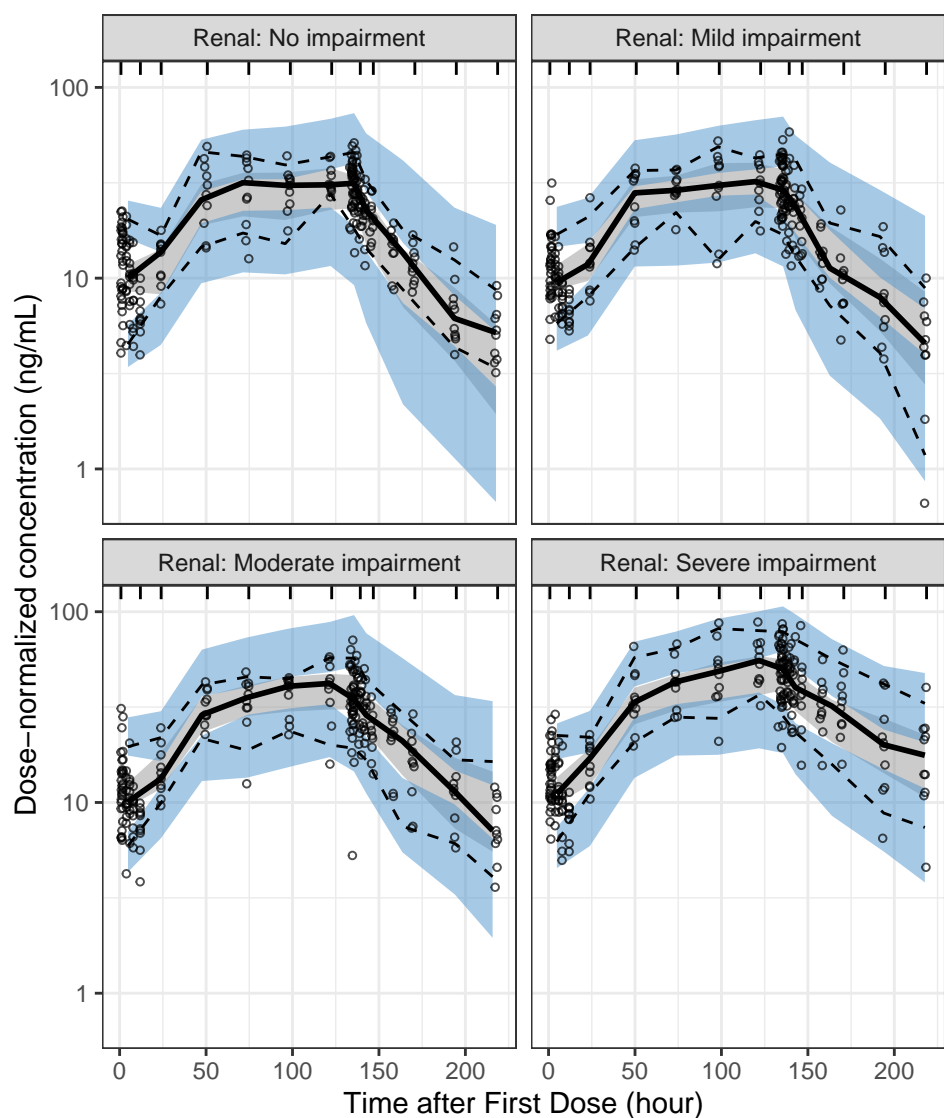 Renal: No impairment
Renal: Mild impairment
100
10
1
Renal: Moderate impairment
Renal: Severe impairment
100
10
1
0 50 100 150 200
0 50 100 150 200
Time after First Dose (hour)
Dose−normalized concentration (ng/mL)